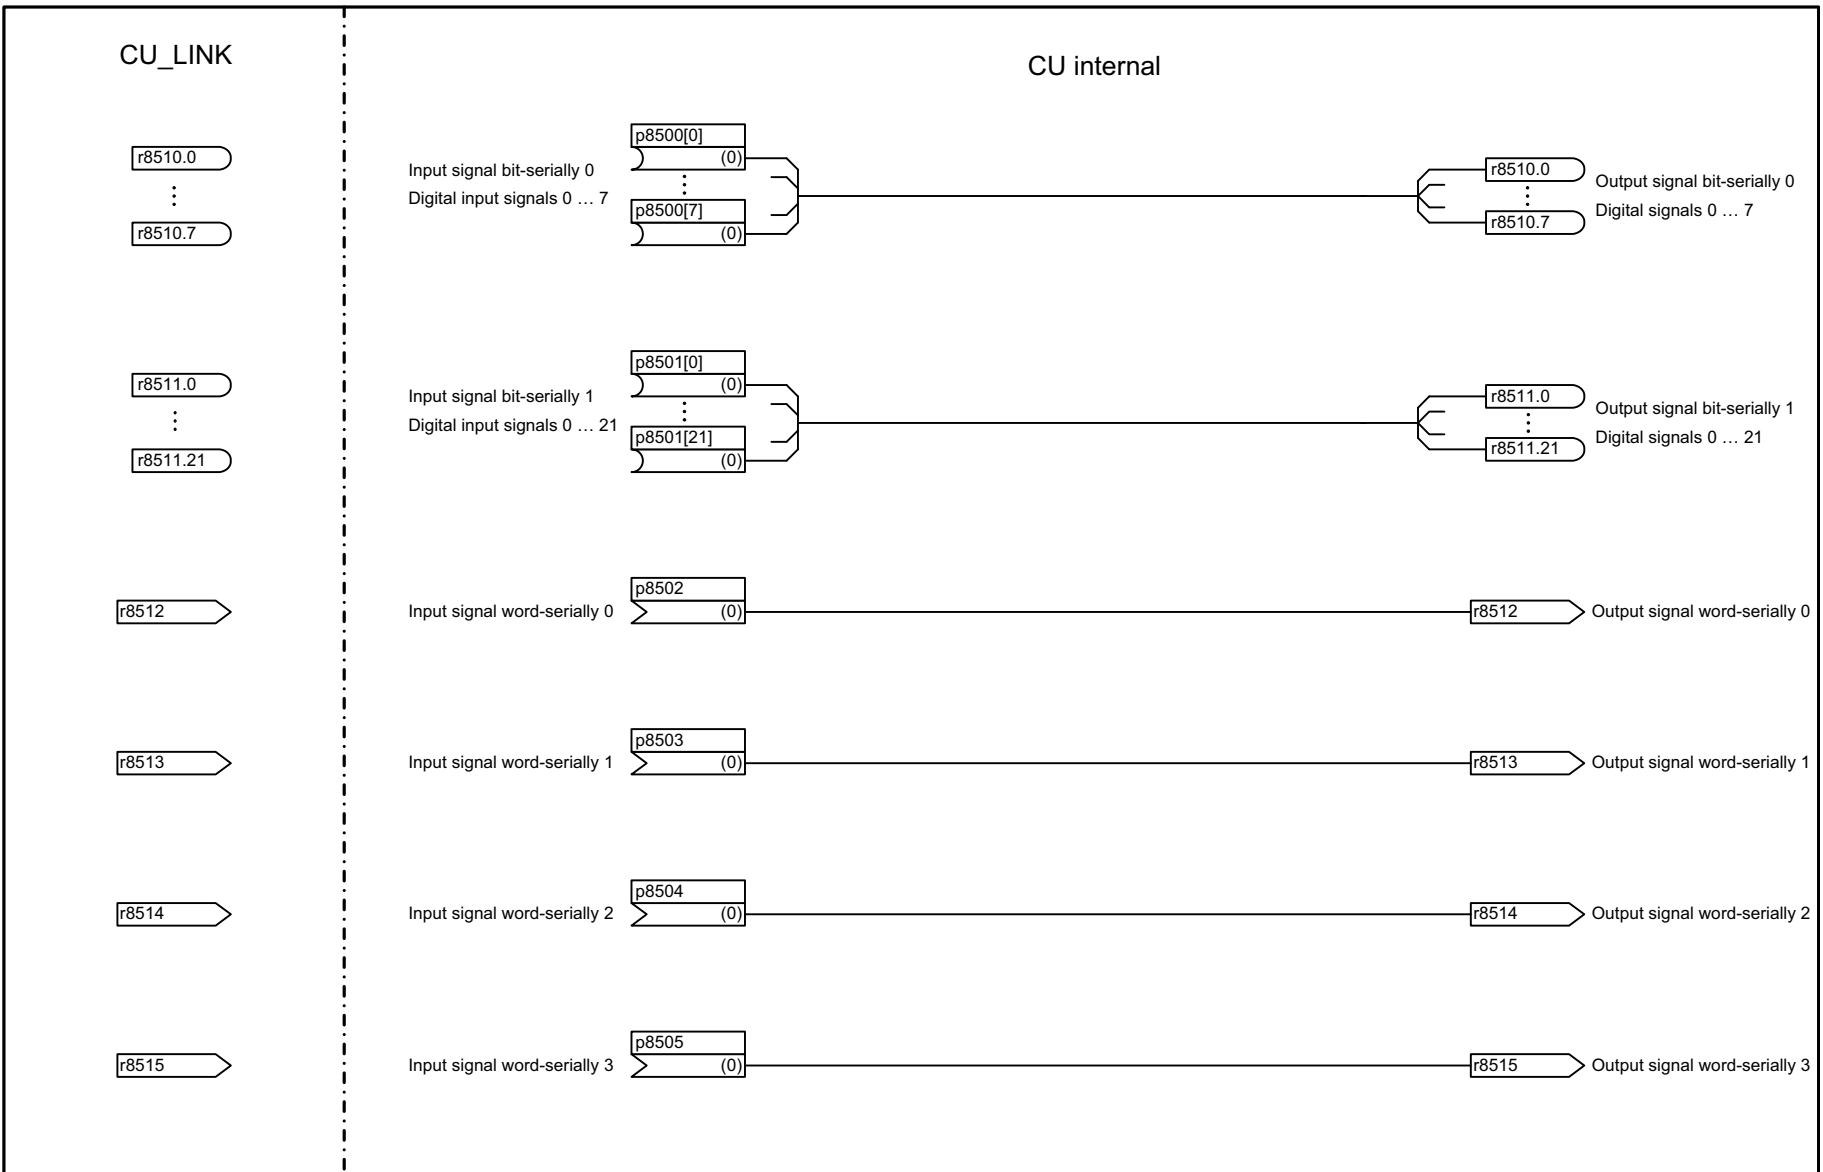 CU_LINK
CU internal
r8510.0
r8510.7
Input signal bit-serially 0
Digital input signals 0 … 7
p8500[0]
(0)
p8500[7]
(0)
r8510.0
r8510.7
Output signal bit-serially 0
Digital signals 0 … 7
r8511.0
r8511.21
Input signal bit-serially 1
Digital input signals 0 … 21
p8501[0]
(0)
p8501[21]
(0)
r8511.0
r8511.21
Output signal bit-serially 1
Digital signals 0 … 21
r8512
Input signal word-serially 0
p8502
(0)
r8512
Output signal word-serially 0
r8513
Input signal word-serially 1
p8503
(0)
r8513
Output signal word-serially 1
r8514
Input signal word-serially 2
p8504
(0)
r8514
Output signal word-serially 2
r8515
Input signal word-serially 3
p8505
(0)
r8515
Output signal word-serially 3